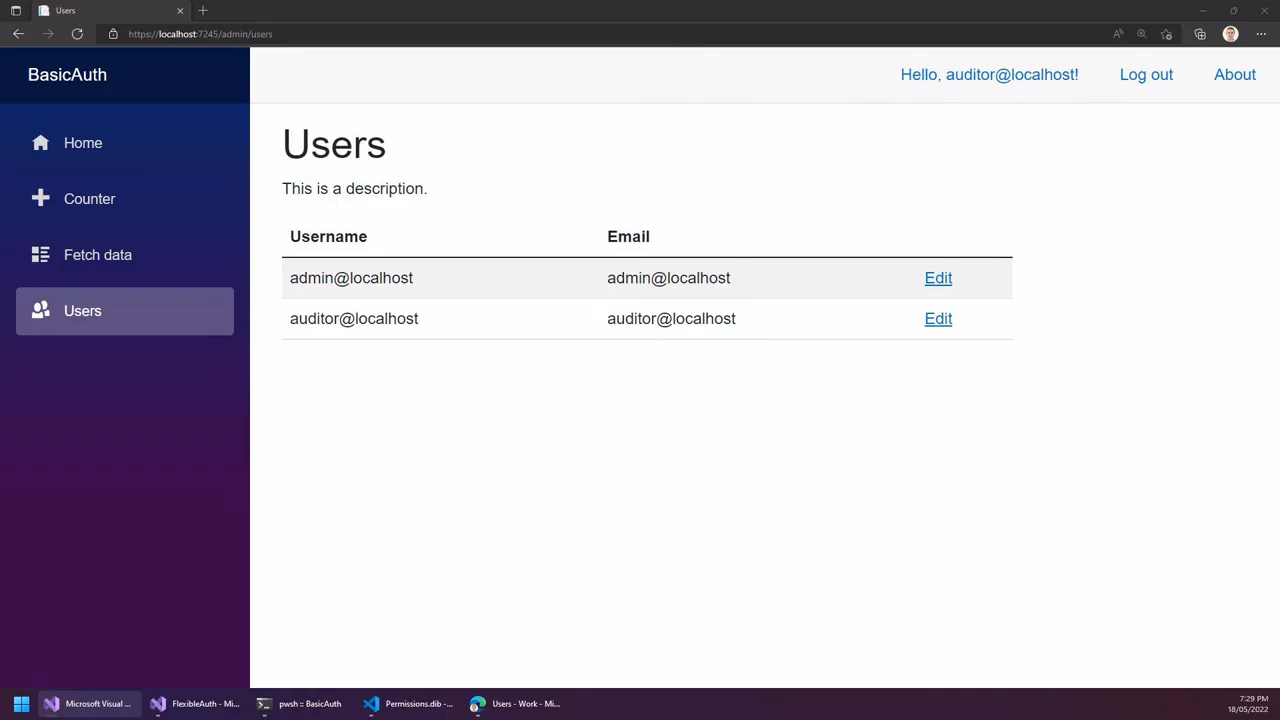 Users
https://localhost:7245/admin/users
BasicAuth
Hello, auditor@localhost!
Log out
About
Home
Counter
Fetch data
Users
Users
This is a description.
Username Email
admin@localhost admin@localhost Edit
auditor@localhost auditor@localhost Edit
Microsoft Visual ...
FlexibleAuth - Mi...
pwsh :: BasicAuth
Permissions.dib -...
Users - Work - Mi...
7:29 PM
18/05/2022